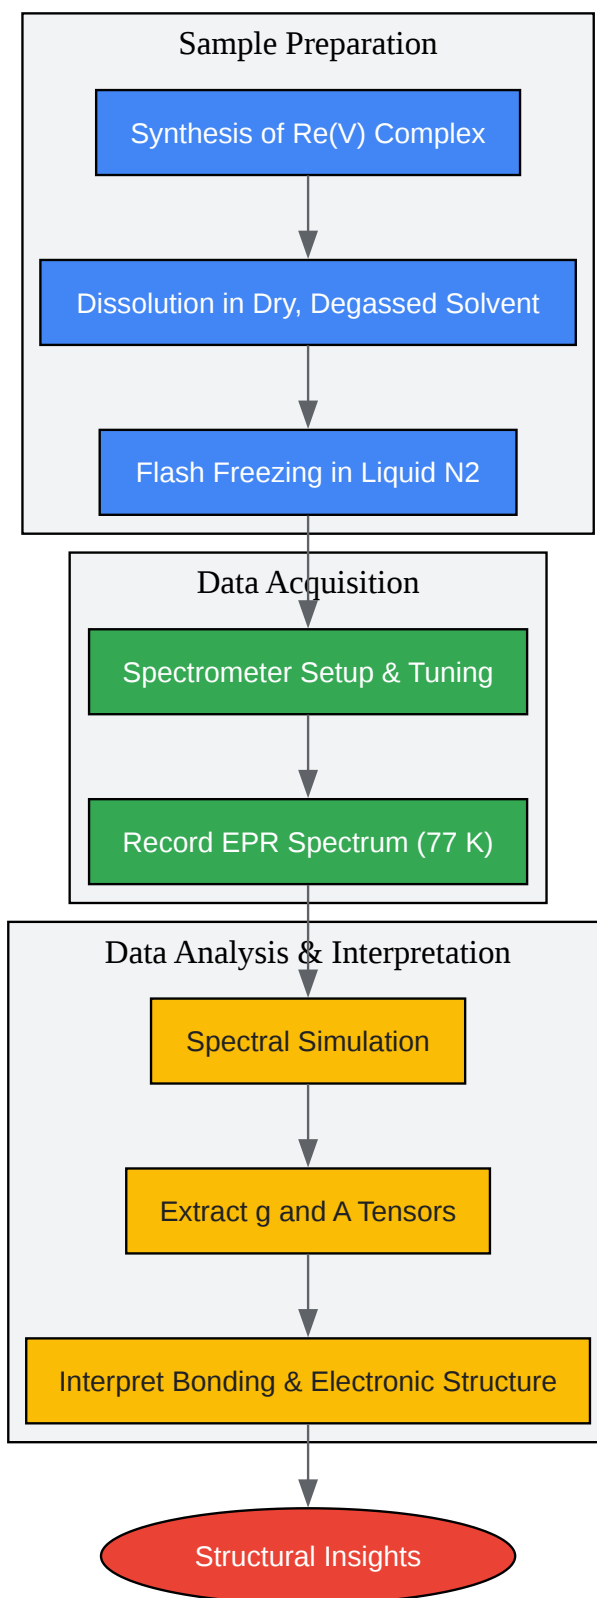 Sample Preparation
Synthesis of Re(V) Complex
Dissolution in Dry, Degassed Solvent
Flash Freezing in Liquid N2
Data Acquisition
Spectrometer Setup & Tuning
Record EPR Spectrum (77 K)
Data Analysis & Interpretation
Spectral Simulation
Extract g and A Tensors
Interpret Bonding & Electronic Structure
Structural Insights